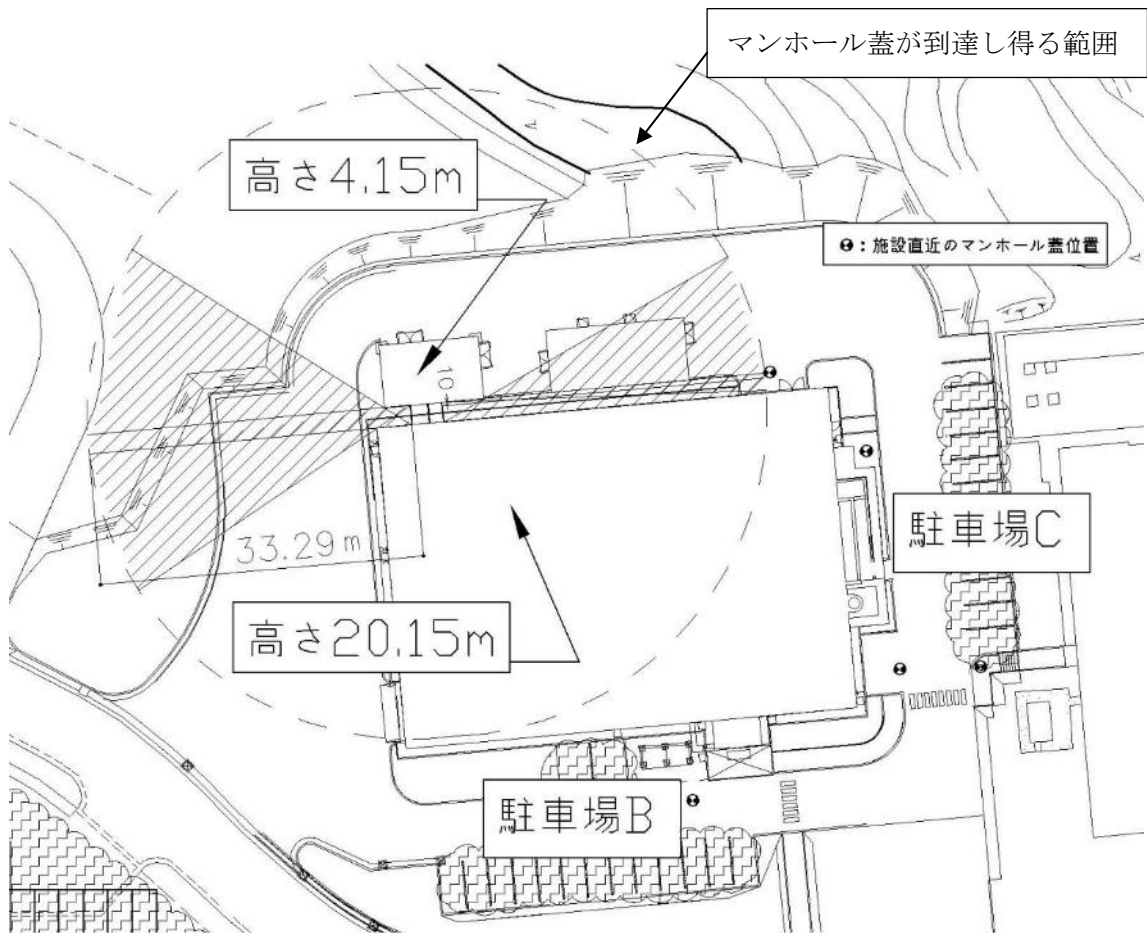 マンホール蓋が到達し得る範囲
高さ4.15m
：施設直近のマンホール蓋位置
10
駐車場C
33.29m
高さ20.15m
駐車場B